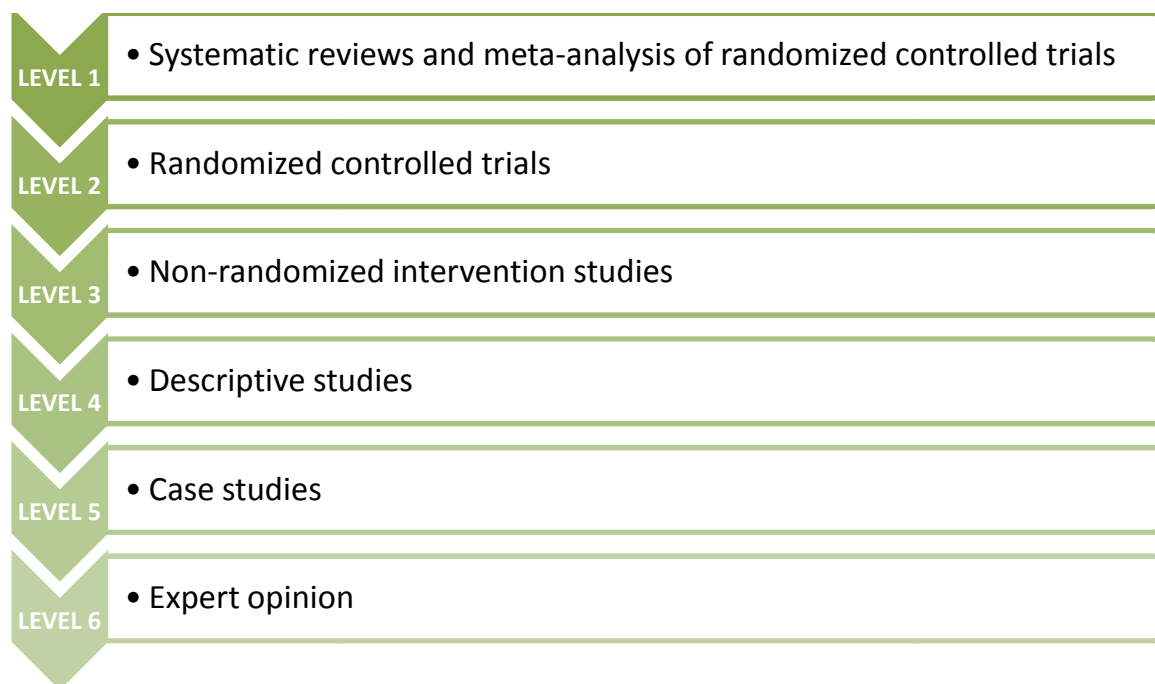 LEVEL 1
• Systematic reviews and meta-analysis of randomized controlled trials
LEVEL 2
• Randomized controlled trials
LEVEL 3
• Non-randomized intervention studies
LEVEL 4
• Descriptive studies
LEVEL 5
• Case studies
LEVEL 6
• Expert opinion